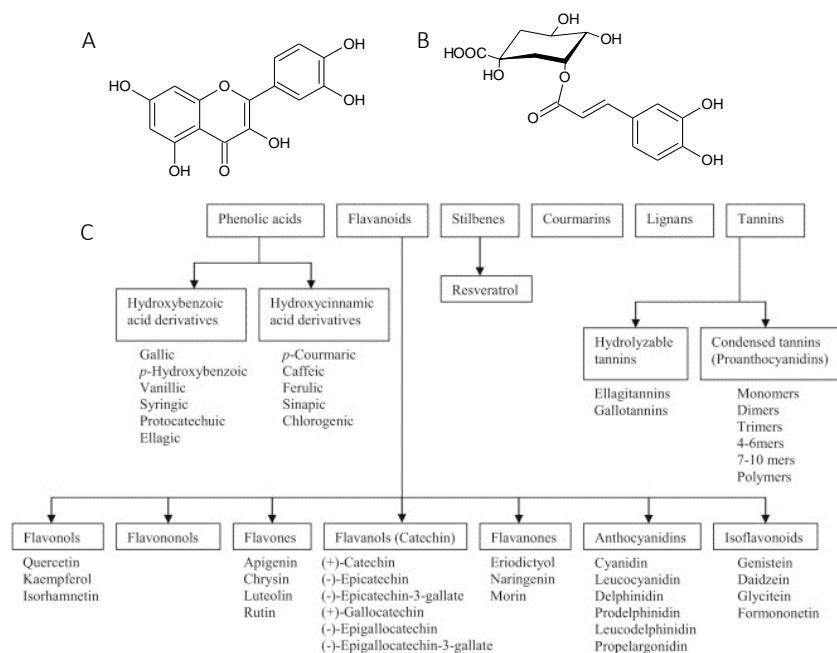 A
OH
OH
HO
O
OH
OH
O
B
OH
OH
HOOC
HO
O
O
OH
OH
C
Phenolic acids
Flavanoids
Stilbenes
Courmarins
Lignans
Tannins
Hydroxybenzoic
acid derivatives
Gallic
p-Hydroxybenzoic
Vanillic
Syringic
Protocatechuic
Ellagic
Hydroxycinnamic
acid derivatives
p-Courmaric
Caffeic
Ferulic
Sinapic
Chlorogenic
Resveratrol
Hydrolyzable
tannins
Ellagitannins
Gallotannins
Condensed tannins
(Proanthocyanidins)
Monomers
Dimers
Trimers
4-6mers
7-10 mers
Polymers
Flavonols
Quercetin
Kaempferol
Isorhamnetin
Flavononols
Flavones
Apigenin
Chrysin
Luteolin
Rutin
Flavanols (Catechin)
(+)-Catechin
(-)-Epicatechin
(-)-Epicatechin-3-gallate
(+)-Gallocatechin
(-)-Epigallocatechin
(-)-Epigallocatechin-3-gallate
Flavanones
Eriodictyol
Naringenin
Morin
Anthocyanidins
Cyanidin
Leucocyanidin
Delphinidin
Prodelphinidin
Leucodelphinidin
Propelargonidin
Isoflavonoids
Genistein
Daidzein
Glycitein
Formononetin